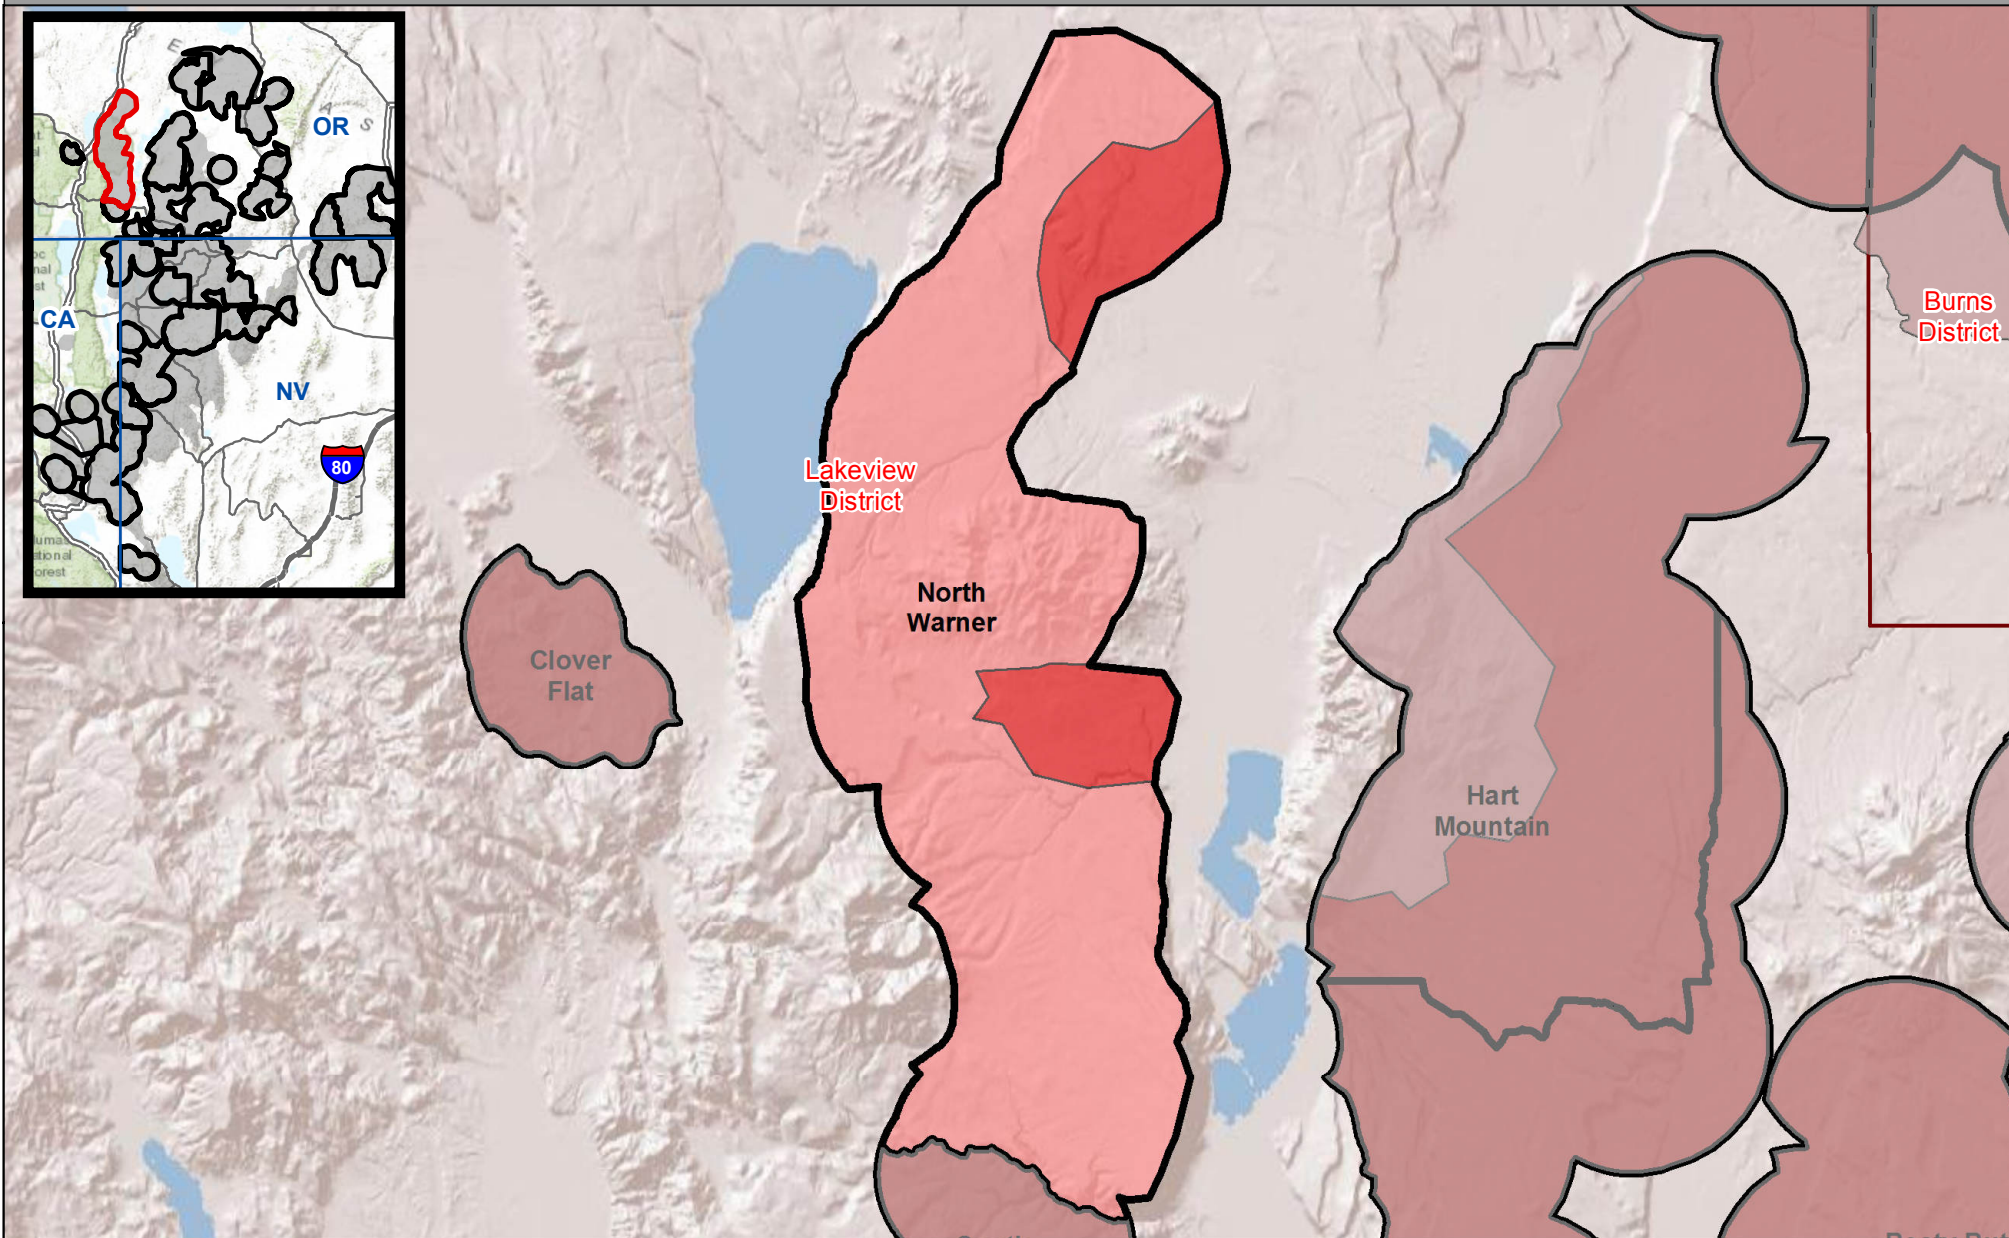 OR
CA
NV
80
Burns
District
Lakeview
District
North
Warner
Clover
Flat
Hart
Mountain